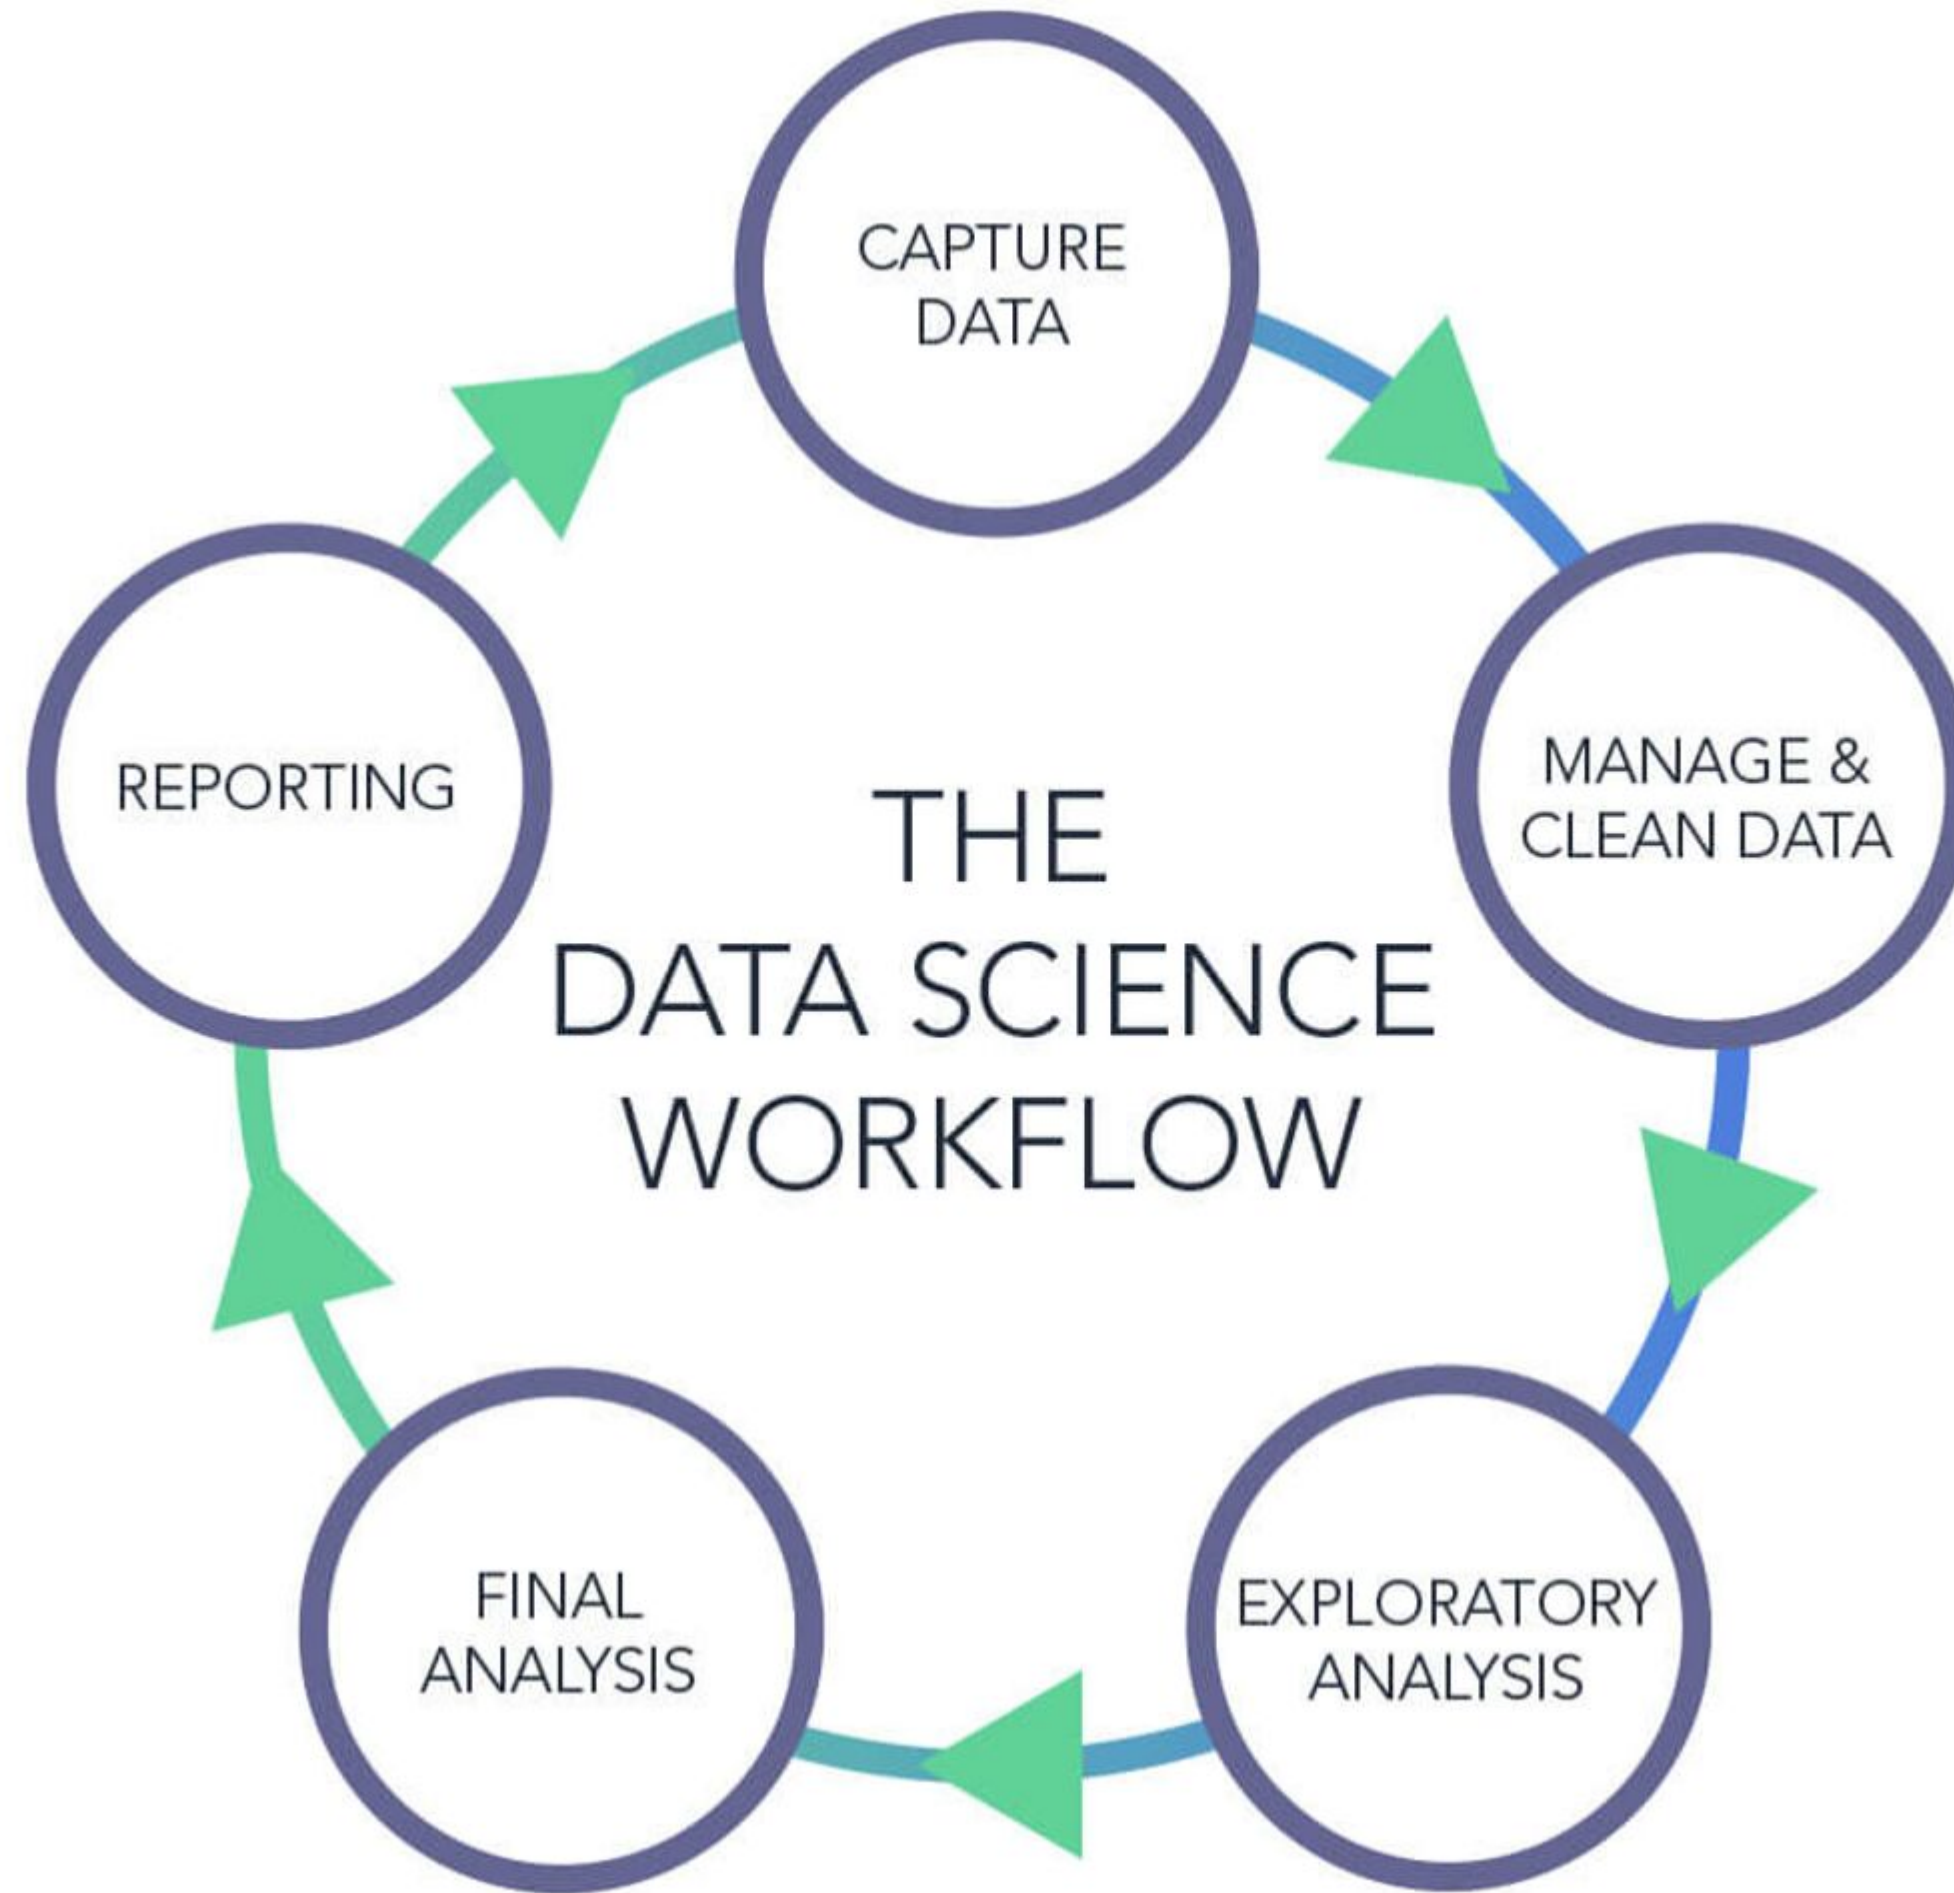 CAPTURE
DATA
MANAGE &
CLEAN DATA
EXPLORATORY
ANALYSIS
FINAL
ANALYSIS
REPORTING
THE
DATA SCIENCE
WORKFLOW